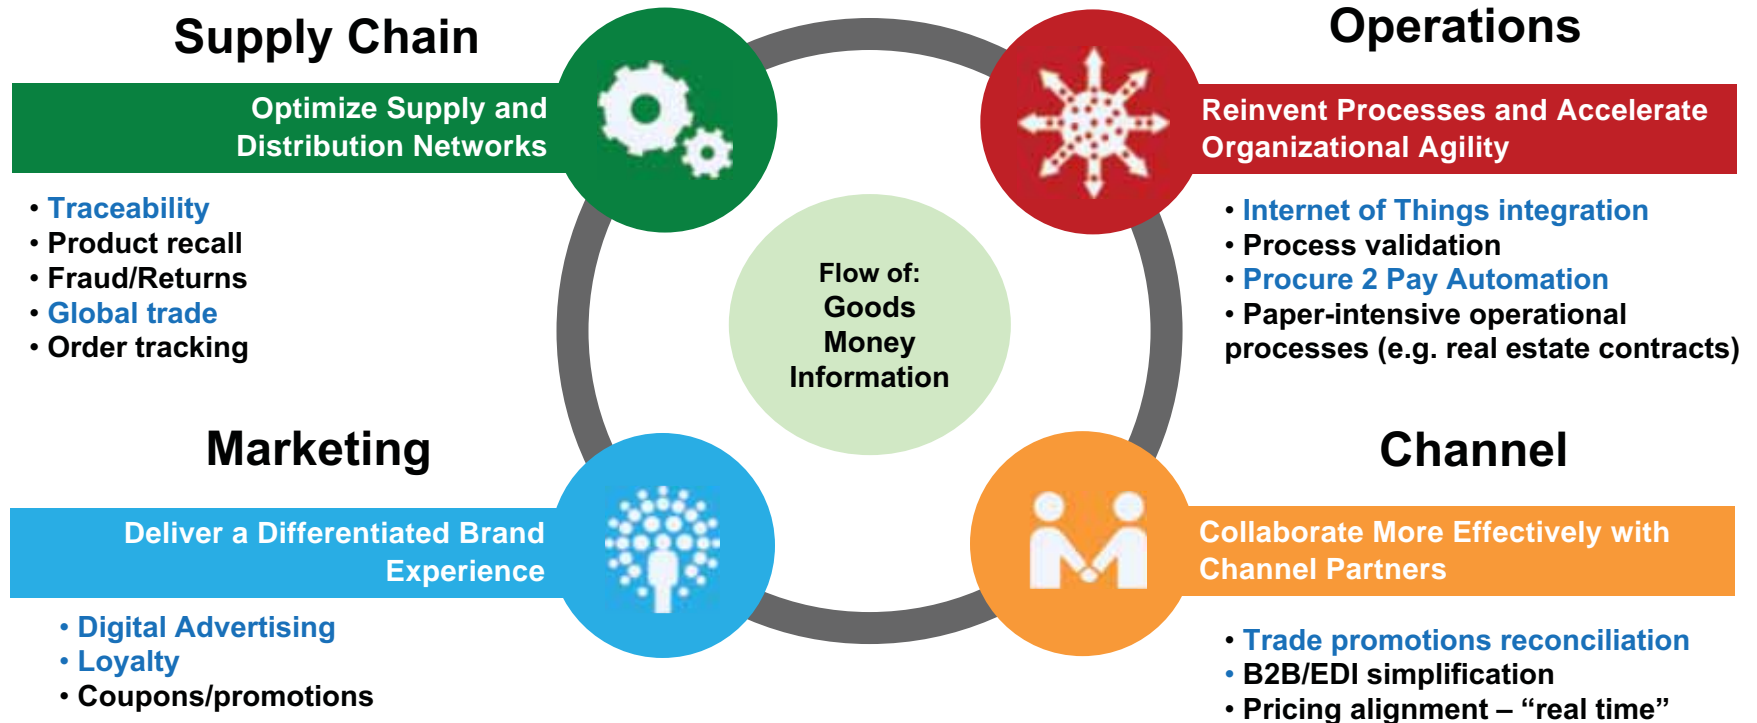 Supply Chain
Optimize Supply and
Distribution Networks
• Traceability
• Product recall
• Fraud/Returns
• Global trade
• Order tracking
Operations
Reinvent Processes and Accelerate
Organizational Agility
• Internet of Things integration
• Process validation
• Procure 2 Pay Automation
• Paper-intensive operational
processes (e.g. real estate contracts)
Flow of:
Goods
Money
Information
Marketing
Deliver a Differentiated Brand
Experience
• Digital Advertising
• Loyalty
• Coupons/promotions
Channel
Collaborate More Effectively with
Channel Partners
• Trade promotions reconciliation
• B2B/EDI simplification
• Pricing alignment – “real time”